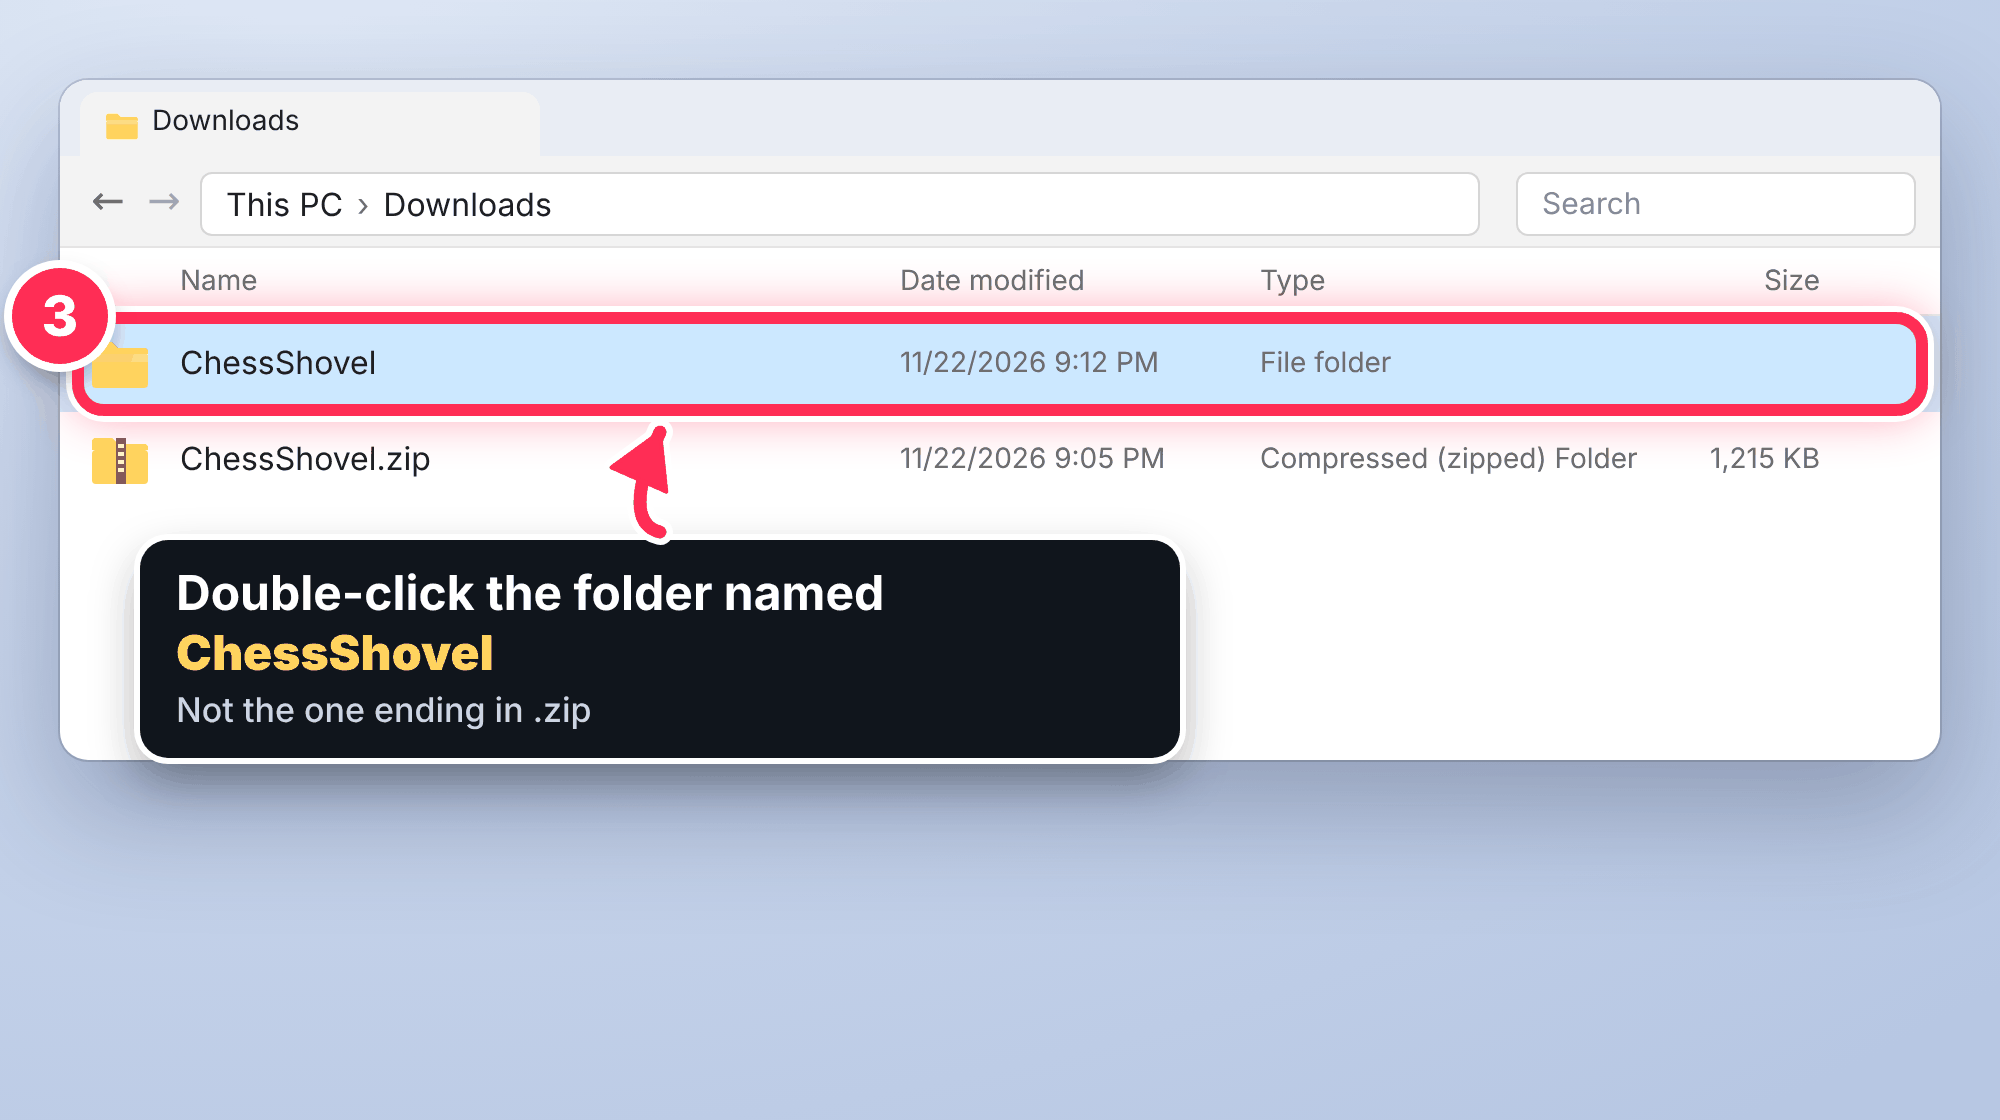 Downloads
← → This PC › Downloads Search
Name Date modified Type Size
3
ChessShovel 11/22/2026 9:12 PM File folder
ChessShovel.zip 11/22/2026 9:05 PM Compressed (zipped) Folder 1,215 KB
Double-click the folder named
ChessShovel
Not the one ending in .zip